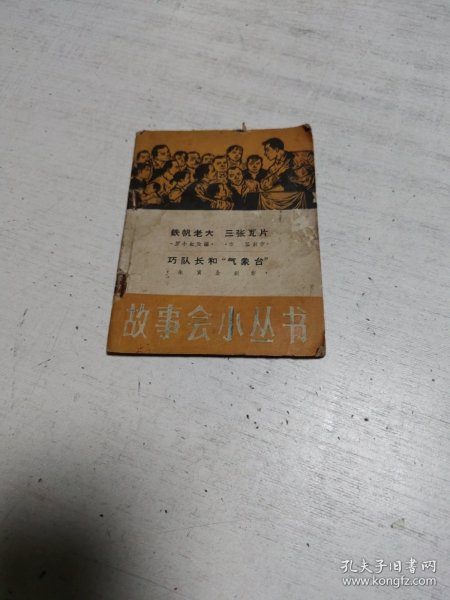 铁帆老大 三张瓦片
巧队长和“气象台”
故事会小丛书
孔夫子旧书网
www.kongfz.com